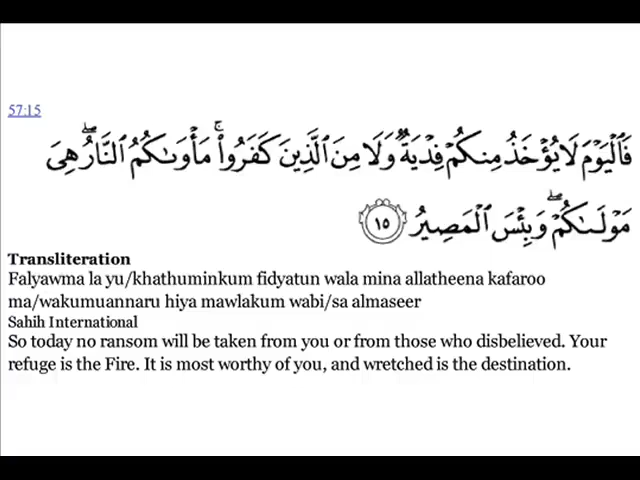 57:15
فَٱلۡيَوۡمَ لَا يُؤۡخَذُ مِنكُمۡ فِدۡيَةٞ وَلَا مِنَ ٱلَّذِينَ كَفَرُواْۚ مَأۡوَىٰكُمُ ٱلنَّارُۖ هِيَ
مَوۡلَىٰكُمۡۖ وَبِئۡسَ ٱلۡمَصِيرُ ١٥
Transliteration
Falyawma la yu/khathuminkum fidyatun wala mina allatheena kafaroo
ma/wakumuannaru hiya mawlakum wabi/sa almaseer
Sahih International
So today no ransom will be taken from you or from those who disbelieved. Your
refuge is the Fire. It is most worthy of you, and wretched is the destination.